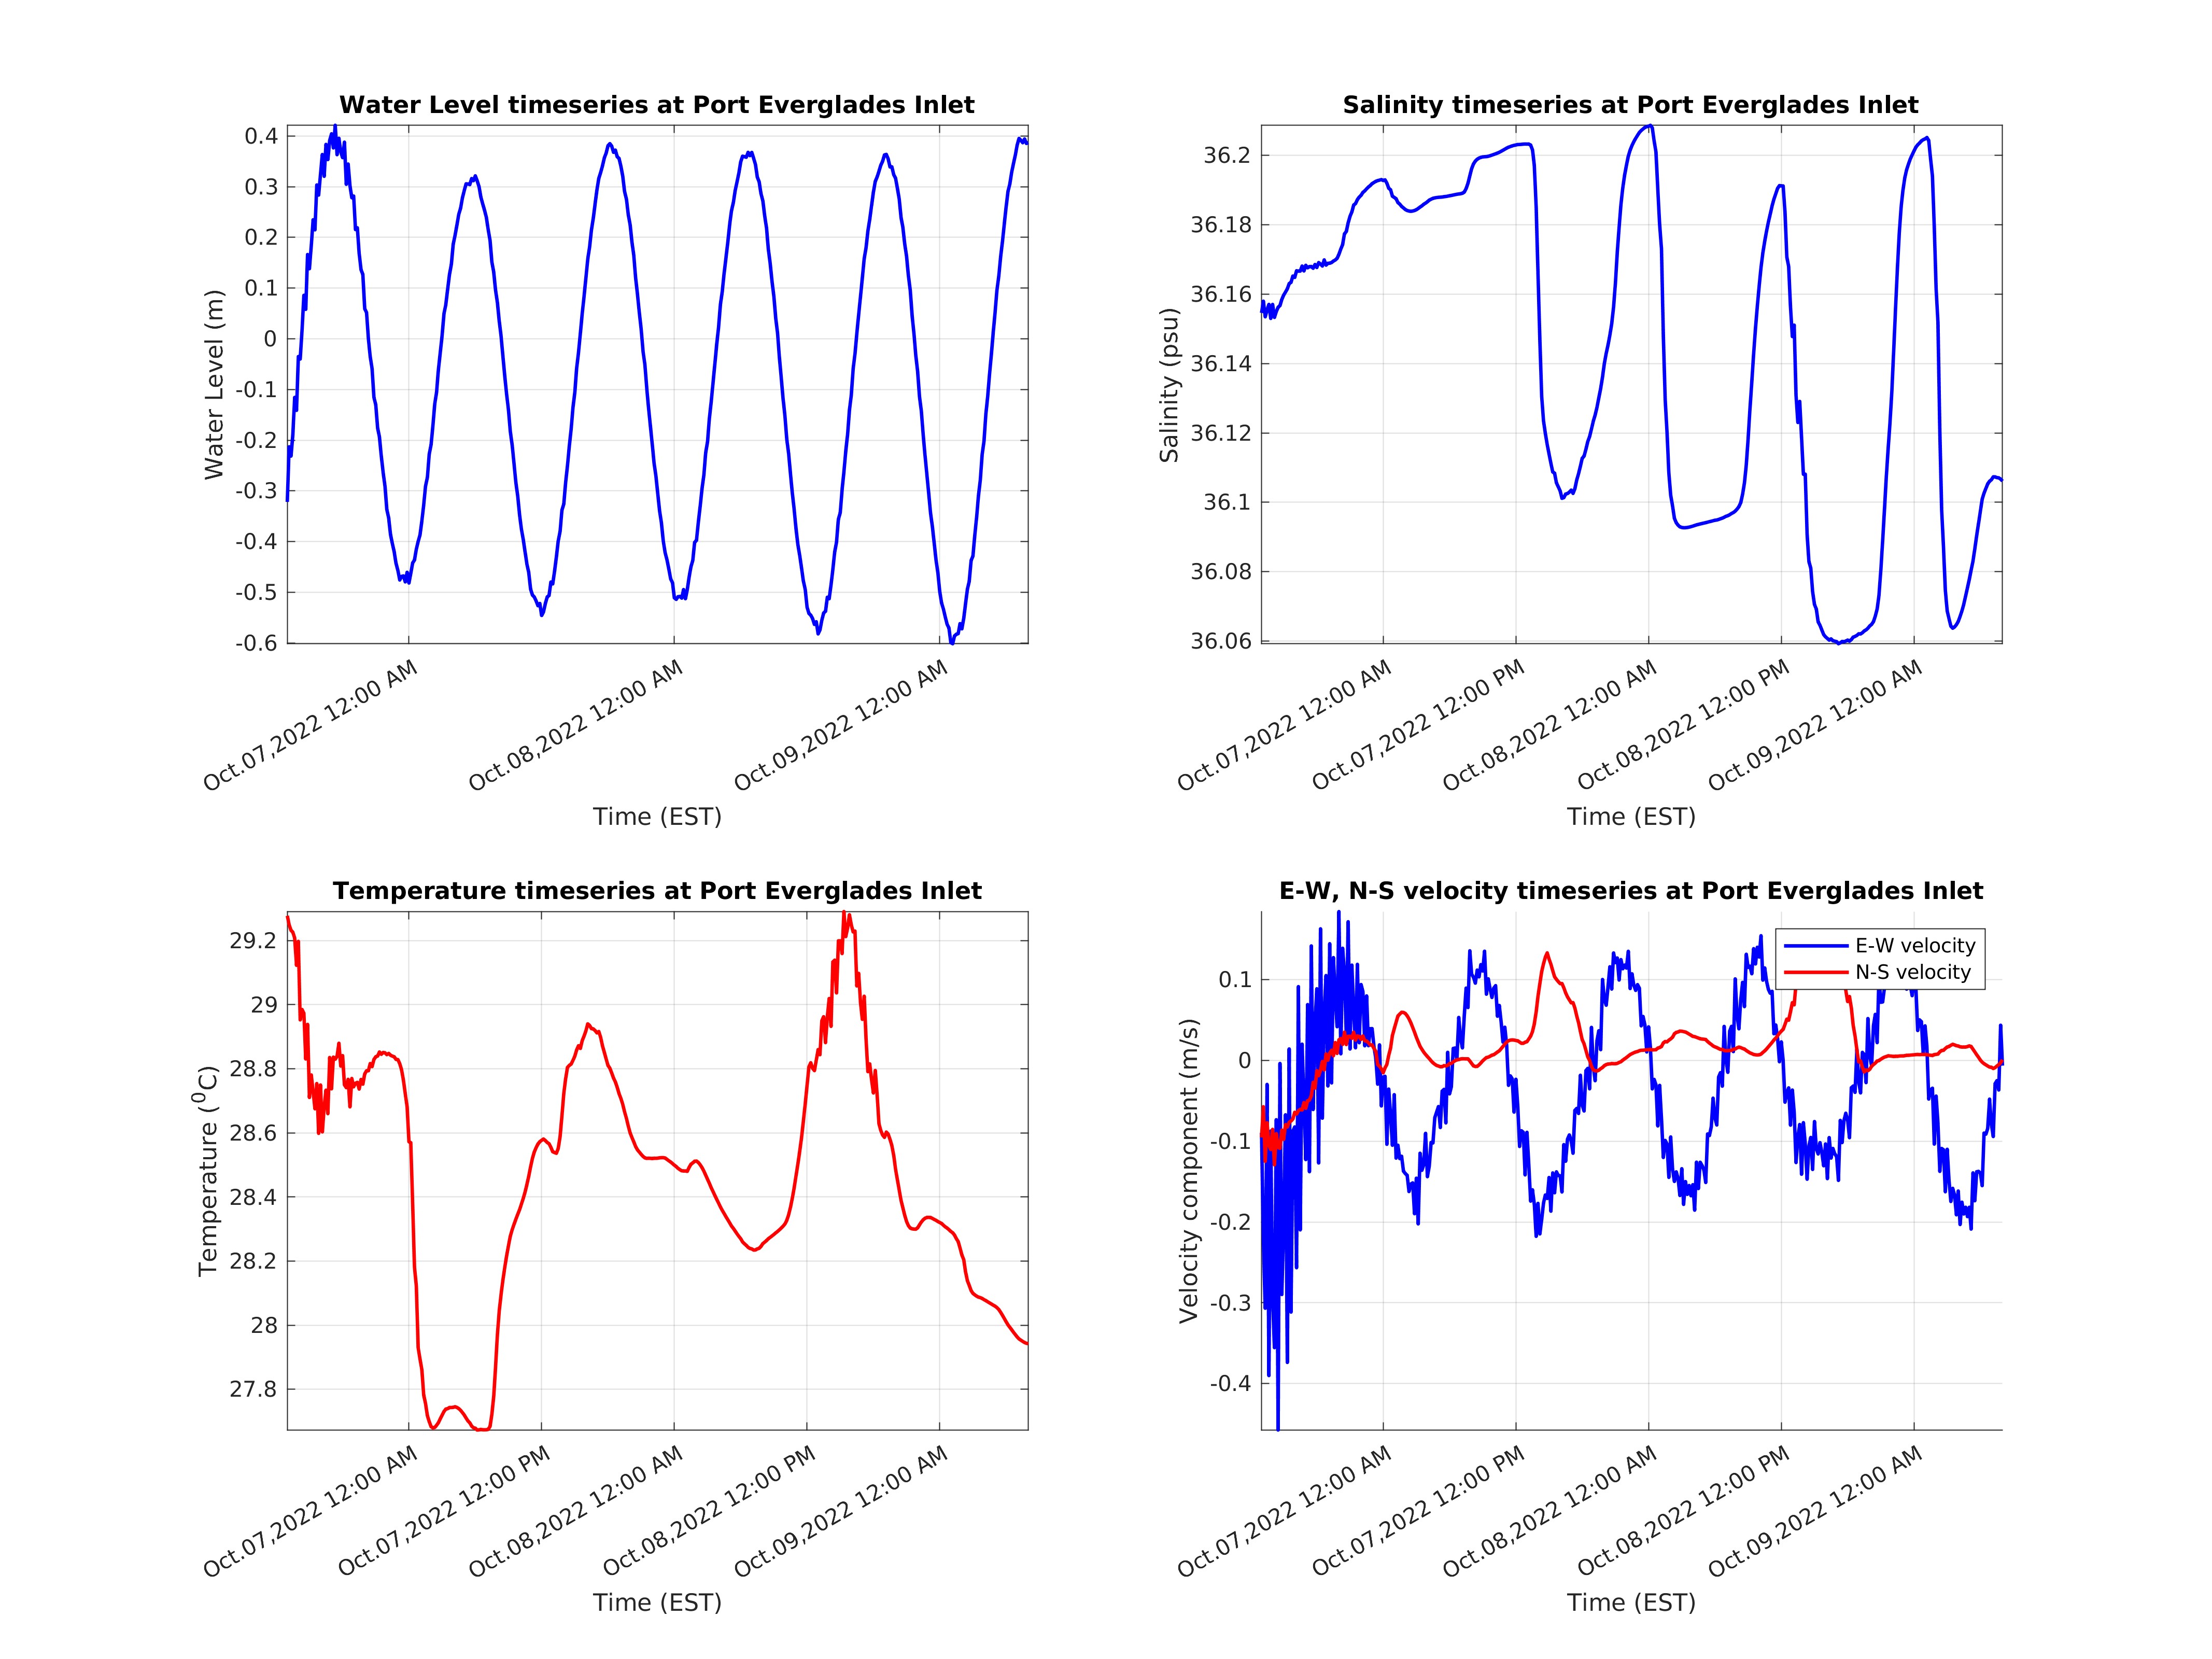 Water Level timeseries at Port Everglades Inlet
0.4
0.3
0.2
0.1
0
-0.1
-0.2
-0.3
-0.4
-0.5
-0.6
Water Level (m)
Oct.07,2022 12:00 AM
Oct.08,2022 12:00 AM
Oct.09,2022 12:00 AM
Time (EST)
Salinity timeseries at Port Everglades Inlet
36.2
36.18
36.16
36.14
36.12
36.1
36.08
36.06
Salinity (psu)
Oct.07,2022 12:00 AM
Oct.07,2022 12:00 PM
Oct.08,2022 12:00 AM
Oct.08,2022 12:00 PM
Oct.09,2022 12:00 AM
Time (EST)
Temperature timeseries at Port Everglades Inlet
29.2
29
28.8
28.6
28.4
28.2
28
27.8
Temperature (⁰C)
Oct.07,2022 12:00 AM
Oct.07,2022 12:00 PM
Oct.08,2022 12:00 AM
Oct.08,2022 12:00 PM
Oct.09,2022 12:00 AM
Time (EST)
E-W, N-S velocity timeseries at Port Everglades Inlet
E-W velocity
N-S velocity
0.1
0
-0.1
-0.2
-0.3
-0.4
Velocity component (m/s)
Oct.07,2022 12:00 AM
Oct.07,2022 12:00 PM
Oct.08,2022 12:00 AM
Oct.08,2022 12:00 PM
Oct.09,2022 12:00 AM
Time (EST)